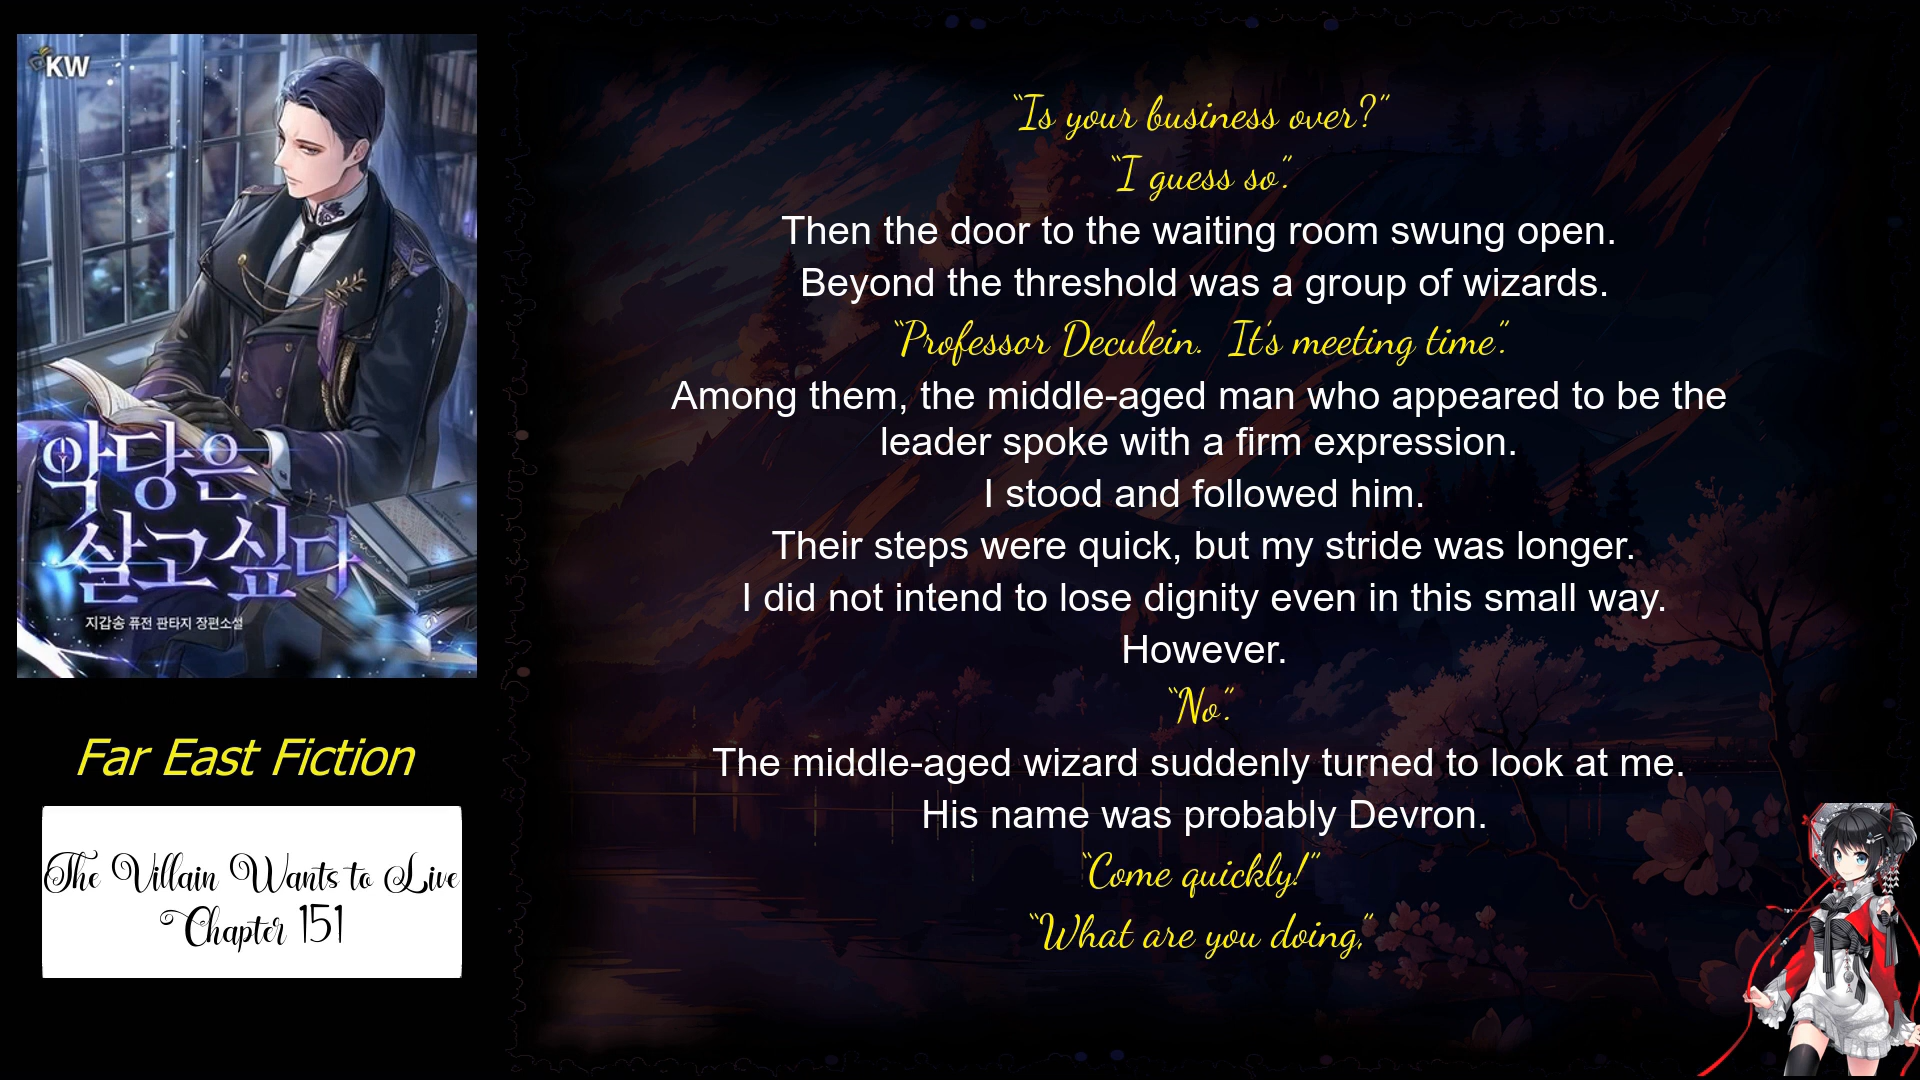 KW
악당은
살고 싶다
지갑송 퓨전 판타지 장편소설
Far East Fiction
The Villain Wants to Live
Chapter 151
“Is your business over?”
“I guess so”.
Then the door to the waiting room swung open.
Beyond the threshold was a group of wizards.
“Professor Deculein. It’s meeting time”.
Among them, the middle-aged man who appeared to be the
leader spoke with a firm expression.
I stood and followed him.
Their steps were quick, but my stride was longer.
I did not intend to lose dignity even in this small way.
However.
“No”.
The middle-aged wizard suddenly turned to look at me.
His name was probably Devron.
“Come quickly!”
“What are you doing,”